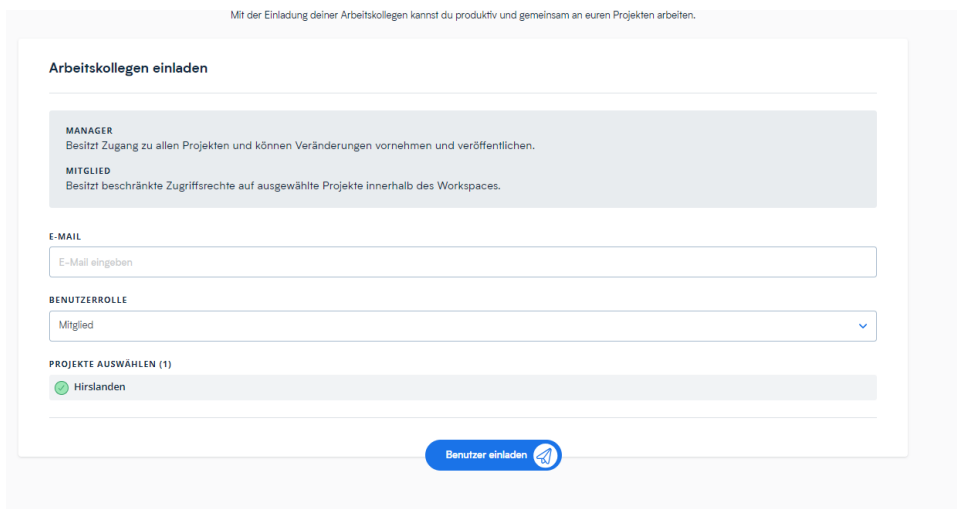 Mit der Einladung deiner Arbeitskollegen kannst du produktiv und gemeinsam an euren Projekten arbeiten.
Arbeitskollegen einladen
MANAGER
Besitzt Zugang zu allen Projekten und können Veränderungen vornehmen und veröffentlichen.
MITGLIED
Besitzt beschränkte Zugriffsrechte auf ausgewählte Projekte innerhalb des Workspaces.
E-MAIL
E-Mail eingeben
BENUTZERROLLE
Mitglied
PROJEKTE AUSWÄHLEN (1)
Hirslanden
Benutzer einladen